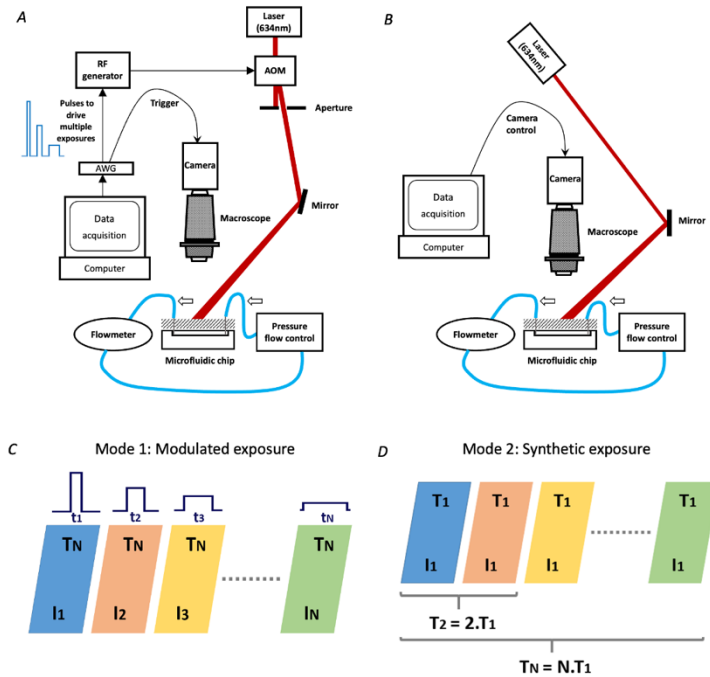 A
Laser
(634nm)
RF
generator
AOM
Pulses to
drive
multiple
exposures
Trigger
Aperture
AWG
Camera
Data
acquisition
Macroscope
Mirror
Computer
Flowmeter
Pressure
flow control
Microfluidic chip
B
Laser
(634nm)
Camera
control
Camera
Data
acquisition
Macroscope
Mirror
Computer
Flowmeter
Pressure
flow control
Microfluidic chip
C
Mode 1: Modulated exposure
t1 t2 t3 tN
TN TN TN TN
I1 I2 I3 IN
D
Mode 2: Synthetic exposure
T1 T1 T1 T1
I1 I1 I1 I1
T2 = 2.T1
TN = N.T1